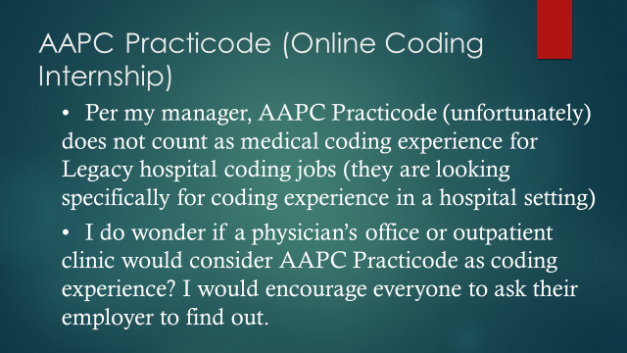 AAPC Practicode (Online Coding
Internship)
• Per my manager, AAPC Practicode (unfortunately)
does not count as medical coding experience for
Legacy hospital coding jobs (they are looking
specifically for coding experience in a hospital setting)
• I do wonder if a physician’s office or outpatient
clinic would consider AAPC Practicode as coding
experience? I would encourage everyone to ask their
employer to find out.